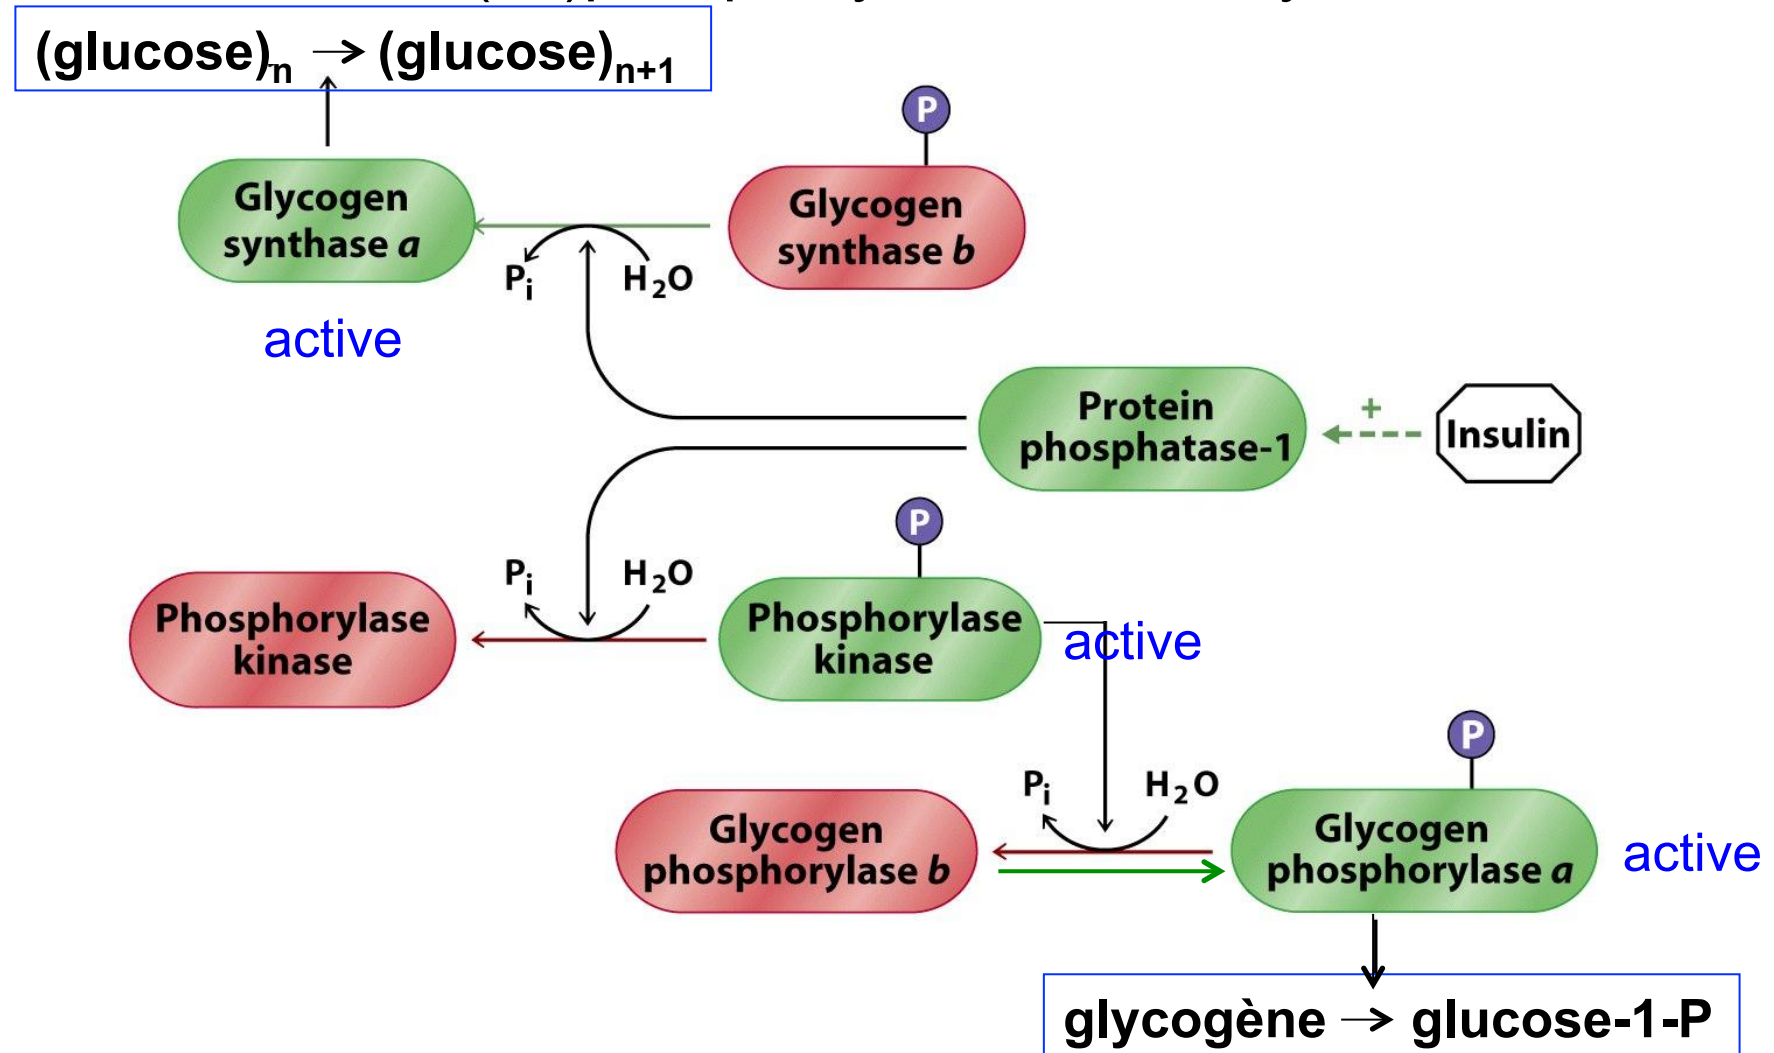 (glucose)n → (glucose)n+1
P
Glycogen
synthase a
Glycogen
synthase b
Pi
H2O
active
Protein
phosphatase-1
+
Insulin
P
Pi
H2O
Phosphorylase
kinase
Phosphorylase
kinase
active
P
Pi
H2O
Glycogen
phosphorylase b
Glycogen
phosphorylase a
active
glycogène → glucose-1-P